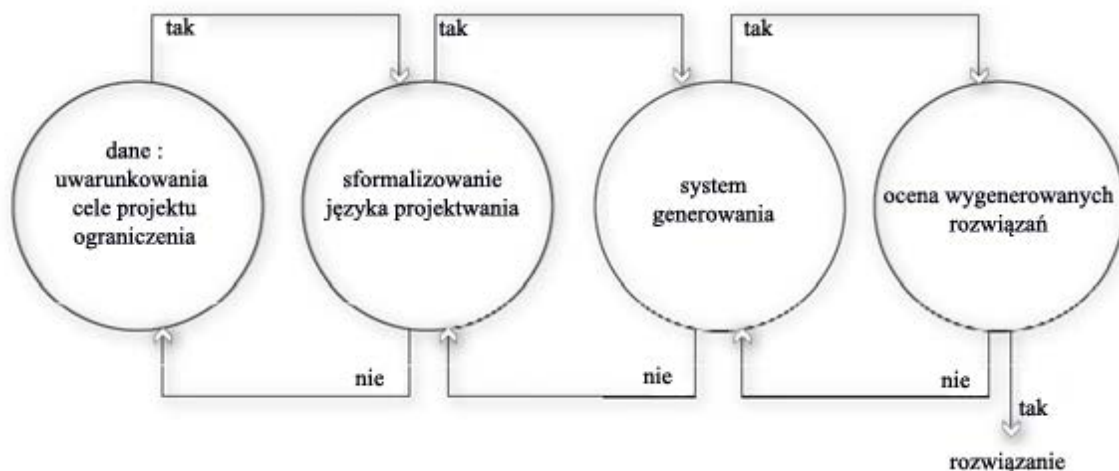 tak
tak
tak
dane :
uwarunkowania
cele projektu
ograniczenia
sformalizowanie
języka projektwania
system
generowania
ocena wygenerowanych
rozwiązań
nie
nie
nie
tak
rozwiązanie